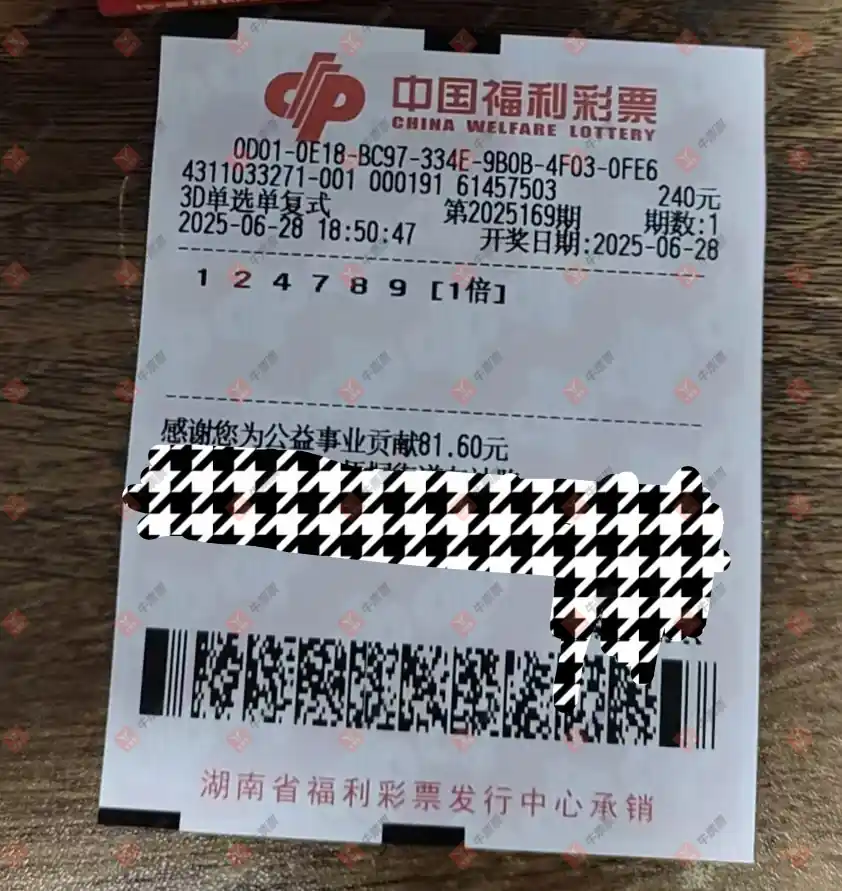 中国福利彩票
CHINA WELFARE LOTTERY
0D01-0E18-BC97-334E-9B0B-4F03-0FE6
4311033271-001 000191 61457503 240元
3D单选单复式 第2025169期 期数:1
2025-06-28 18:50:47 开奖日期:2025-06-28
1 2 4 7 8 9 [1倍]
感谢您为公益事业贡献81.60元
湖南省福利彩票发行中心承销